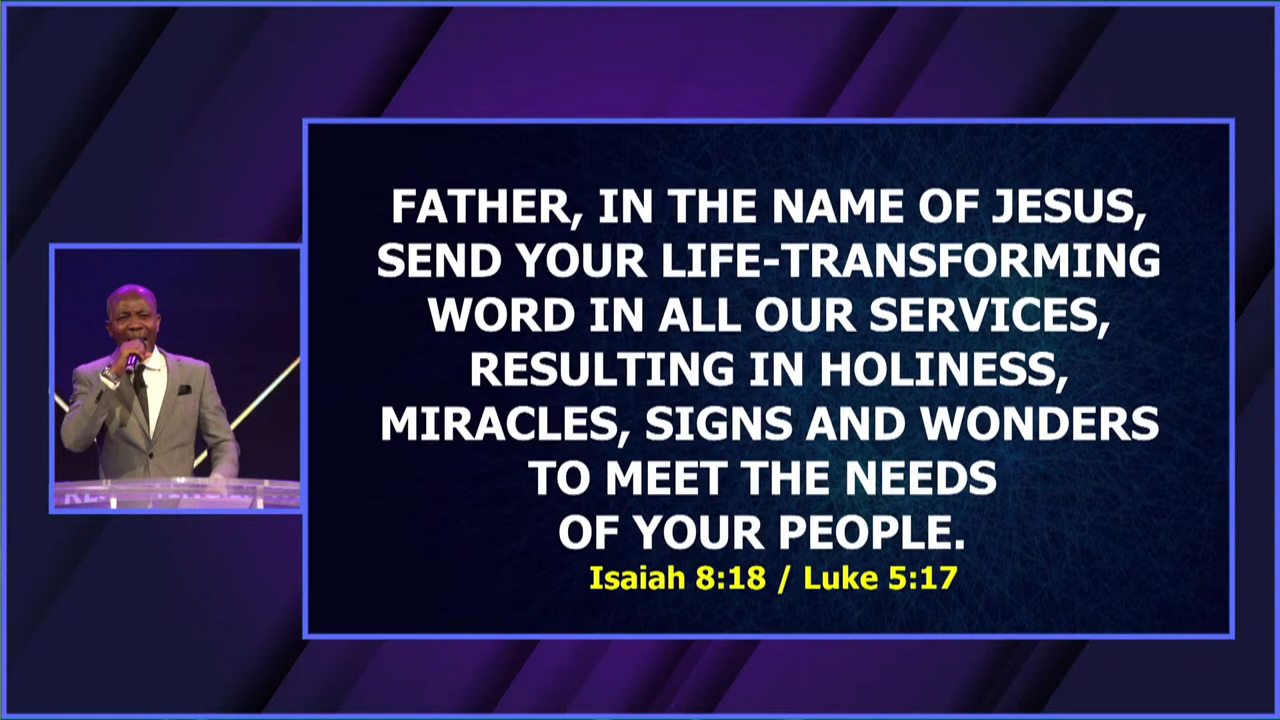 FATHER, IN THE NAME OF JESUS,
SEND YOUR LIFE-TRANSFORMING
WORD IN ALL OUR SERVICES,
RESULTING IN HOLINESS,
MIRACLES, SIGNS AND WONDERS
TO MEET THE NEEDS
OF YOUR PEOPLE.
Isaiah 8:18 / Luke 5:17